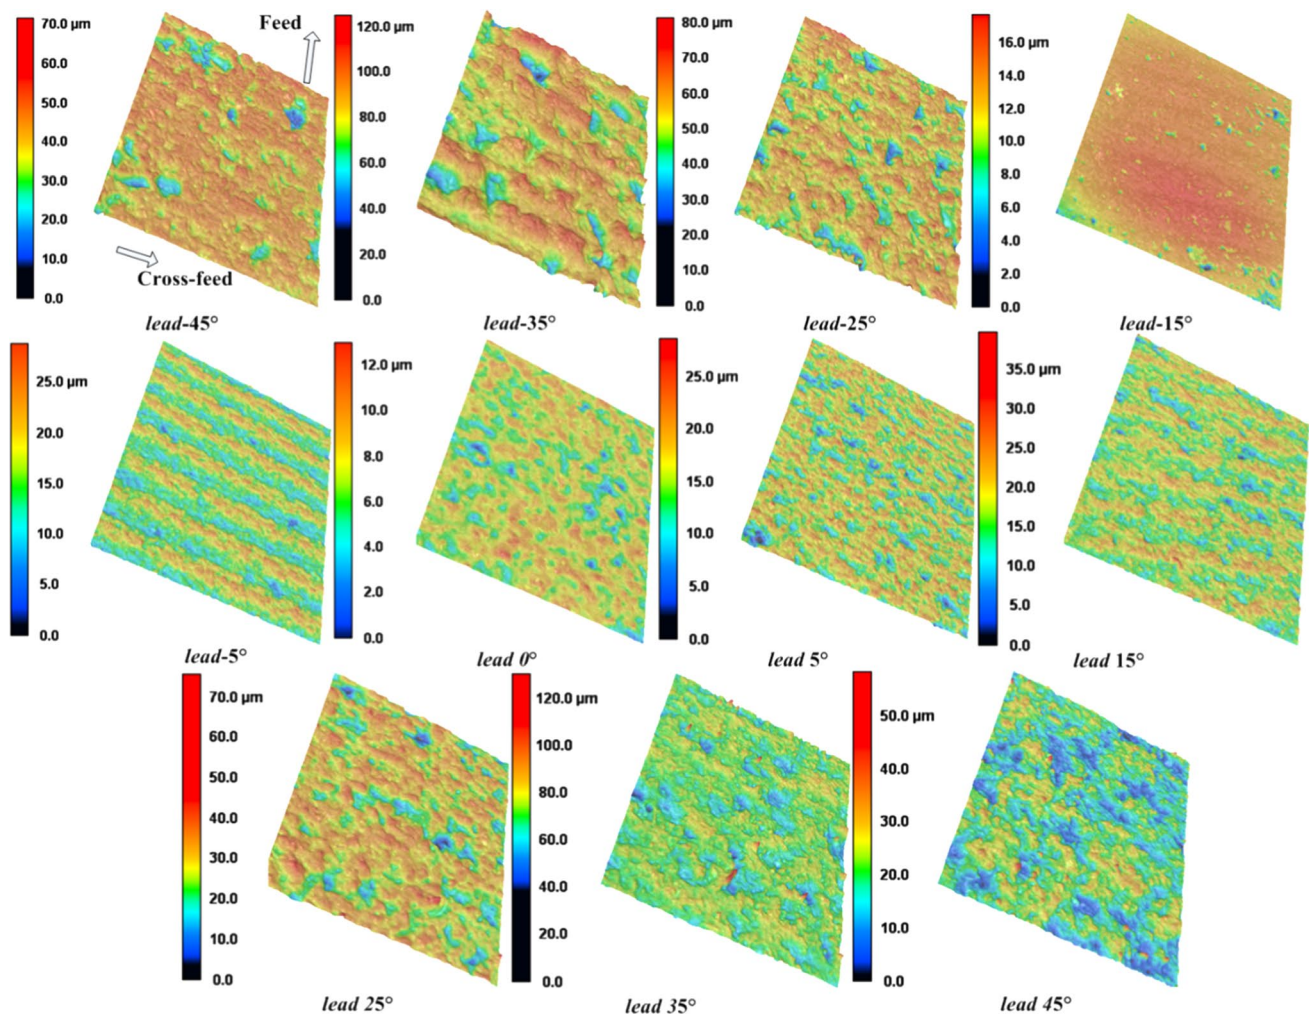 Feed
Cross-feed
70.0 µm
60.0
50.0
40.0
30.0
20.0
10.0
0.0
lead-45°
120.0 µm
100.0
80.0
60.0
40.0
20.0
0.0
lead-35°
80.0 µm
70.0
60.0
50.0
40.0
30.0
20.0
10.0
0.0
lead-25°
16.0 µm
14.0
12.0
10.0
8.0
6.0
4.0
2.0
0.0
lead-15°
25.0 µm
20.0
15.0
10.0
5.0
0.0
lead-5°
12.0 µm
10.0
8.0
6.0
4.0
2.0
0.0
lead 0°
25.0 µm
20.0
15.0
10.0
5.0
0.0
lead 5°
35.0 µm
30.0
25.0
20.0
15.0
10.0
5.0
0.0
lead 15°
70.0 µm
60.0
50.0
40.0
30.0
20.0
10.0
0.0
lead 25°
120.0 µm
100.0
80.0
60.0
40.0
20.0
0.0
lead 35°
50.0 µm
40.0
30.0
20.0
10.0
0.0
lead 45°